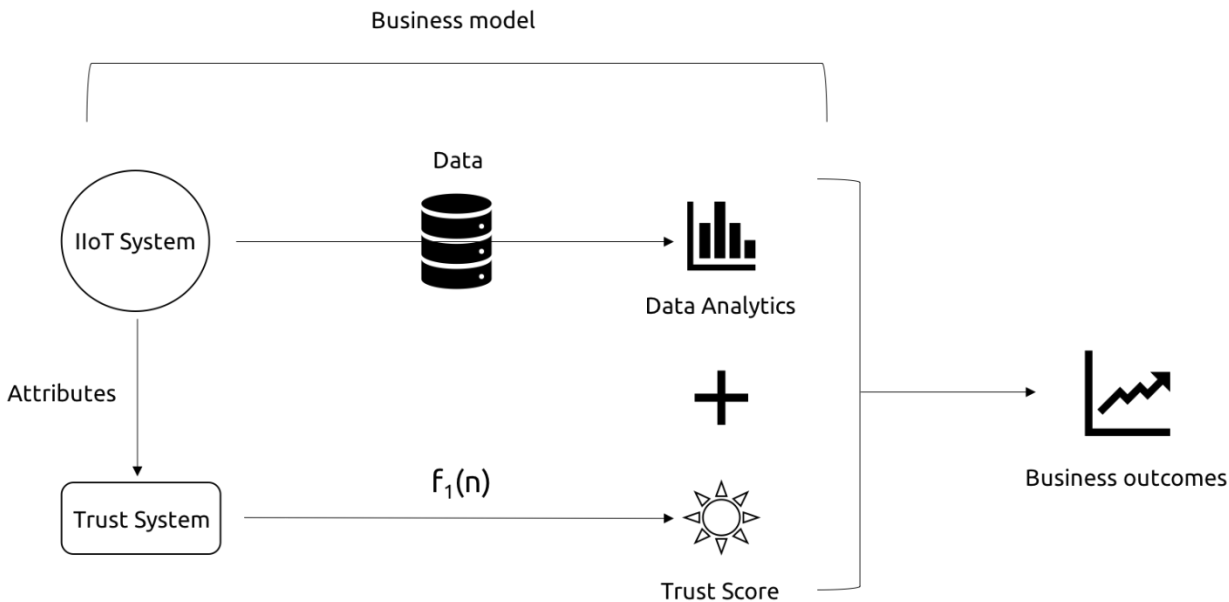 Business model
Data
IIoT System
Data Analytics
Attributes
f₁(n)
Business outcomes
Trust System
Trust Score